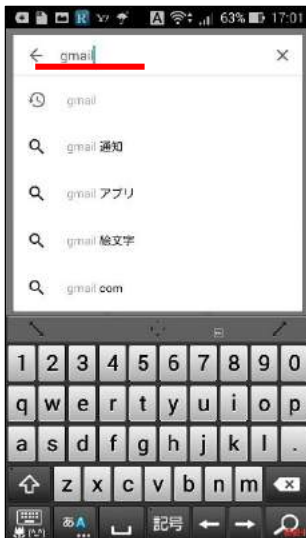 63% 17:01
gmail
gmail
gmail 通知
gmail アプリ
gmail 絵文字
gmail com
1 2 3 4 5 6 7 8 9 0
q w e r t y u i o p
a s d f g h j k l .
z x c v b n m
あA 記号